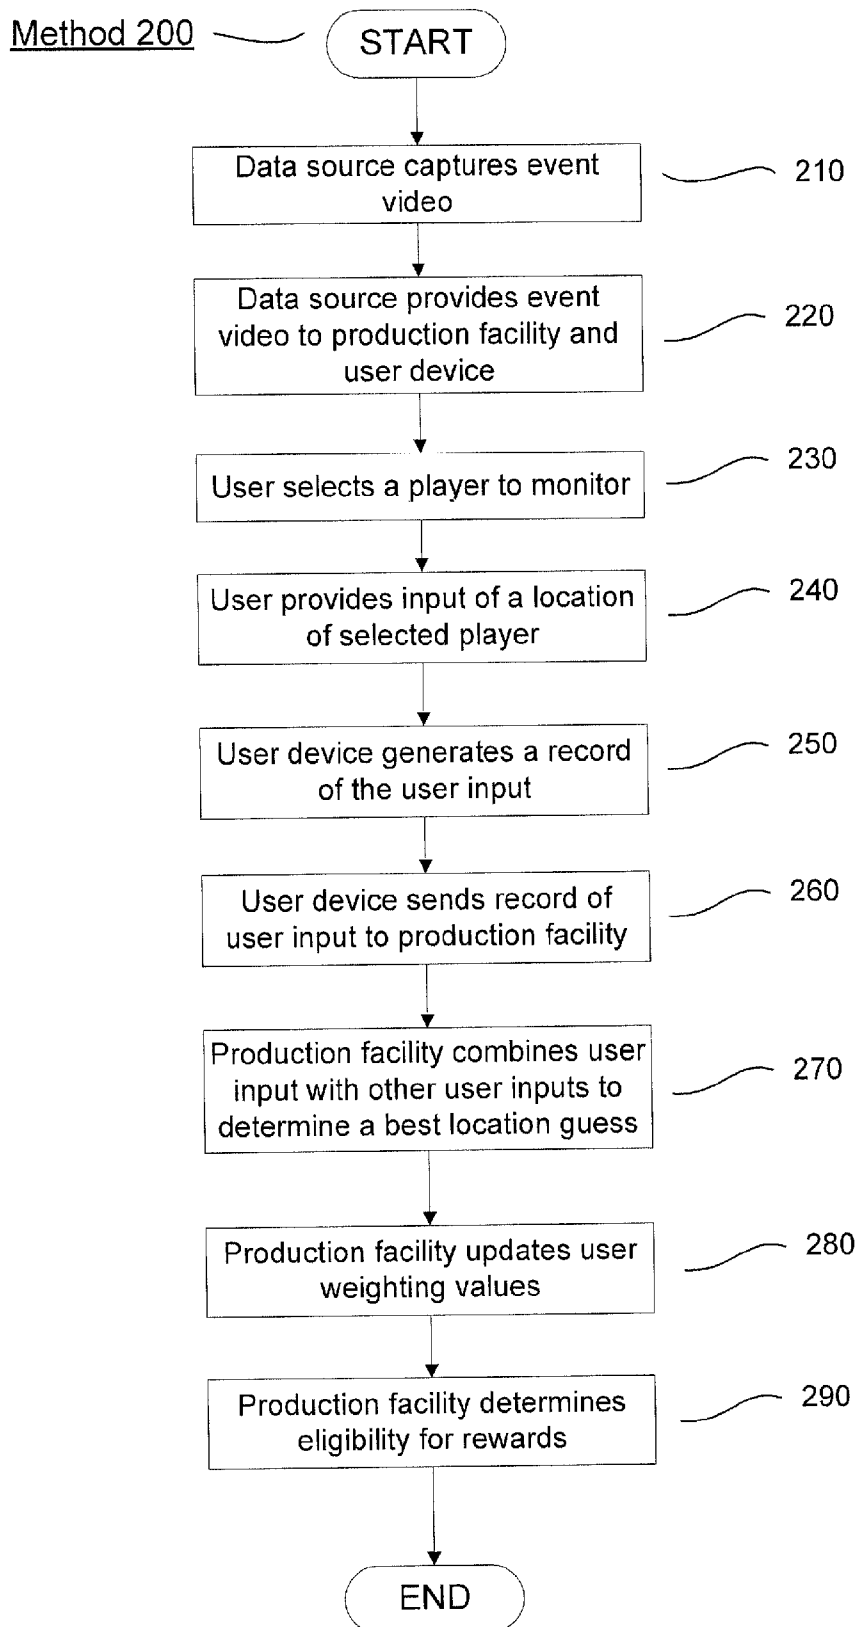 Method 200
START
Data source captures event
video
210
Data source provides event
video to production facility and
user device
220
User selects a player to monitor
230
User provides input of a location
of selected player
240
User device generates a record
of the user input
250
User device sends record of
user input to production facility
260
Production facility combines user
input with other user inputs to
determine a best location guess
270
Production facility updates user
weighting values
280
Production facility determines
eligibility for rewards
290
END